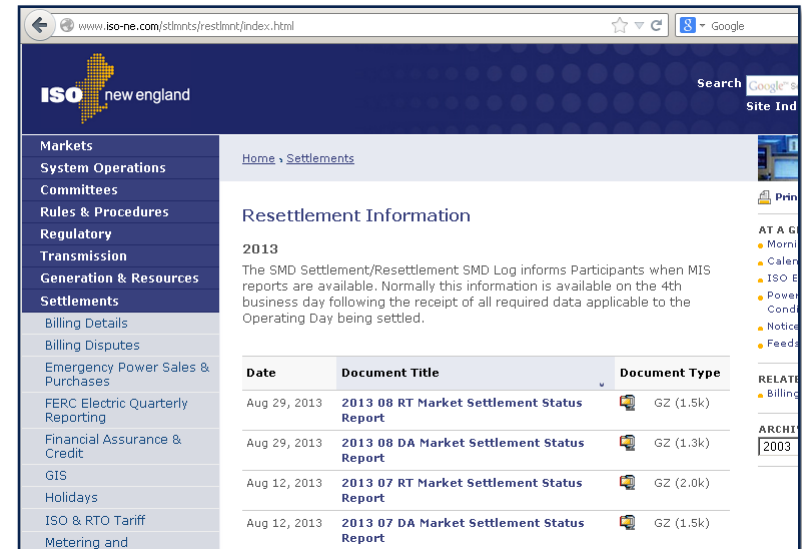 www.iso-ne.com/stlmnts/restlmnt/index.html
Google
ISO new england
Search
Google™
Site Ind
Markets
System Operations
Committees
Rules & Procedures
Regulatory
Transmission
Generation & Resources
Settlements
Billing Details
Billing Disputes
Emergency Power Sales &
Purchases
FERC Electric Quarterly
Reporting
Financial Assurance &
Credit
GIS
Holidays
ISO & RTO Tariff
Metering and
Home › Settlements
Resettlement Information
2013
The SMD Settlement/Resettlement SMD Log informs Participants when MIS
reports are available. Normally this information is available on the 4th
business day following the receipt of all required data applicable to the
Operating Day being settled.
Date Document Title Document Type
Aug 29, 2013 2013 08 RT Market Settlement Status GZ (1.5k)
Report
Aug 29, 2013 2013 08 DA Market Settlement Status GZ (1.3k)
Report
Aug 12, 2013 2013 07 RT Market Settlement Status GZ (2.0k)
Report
Aug 12, 2013 2013 07 DA Market Settlement Status GZ (1.5k)
Report
Prin
AT A G
Morni
Calen
ISO E
Power
Cond
Notice
Feeds
RELATE
Billing
ARCHI
2003